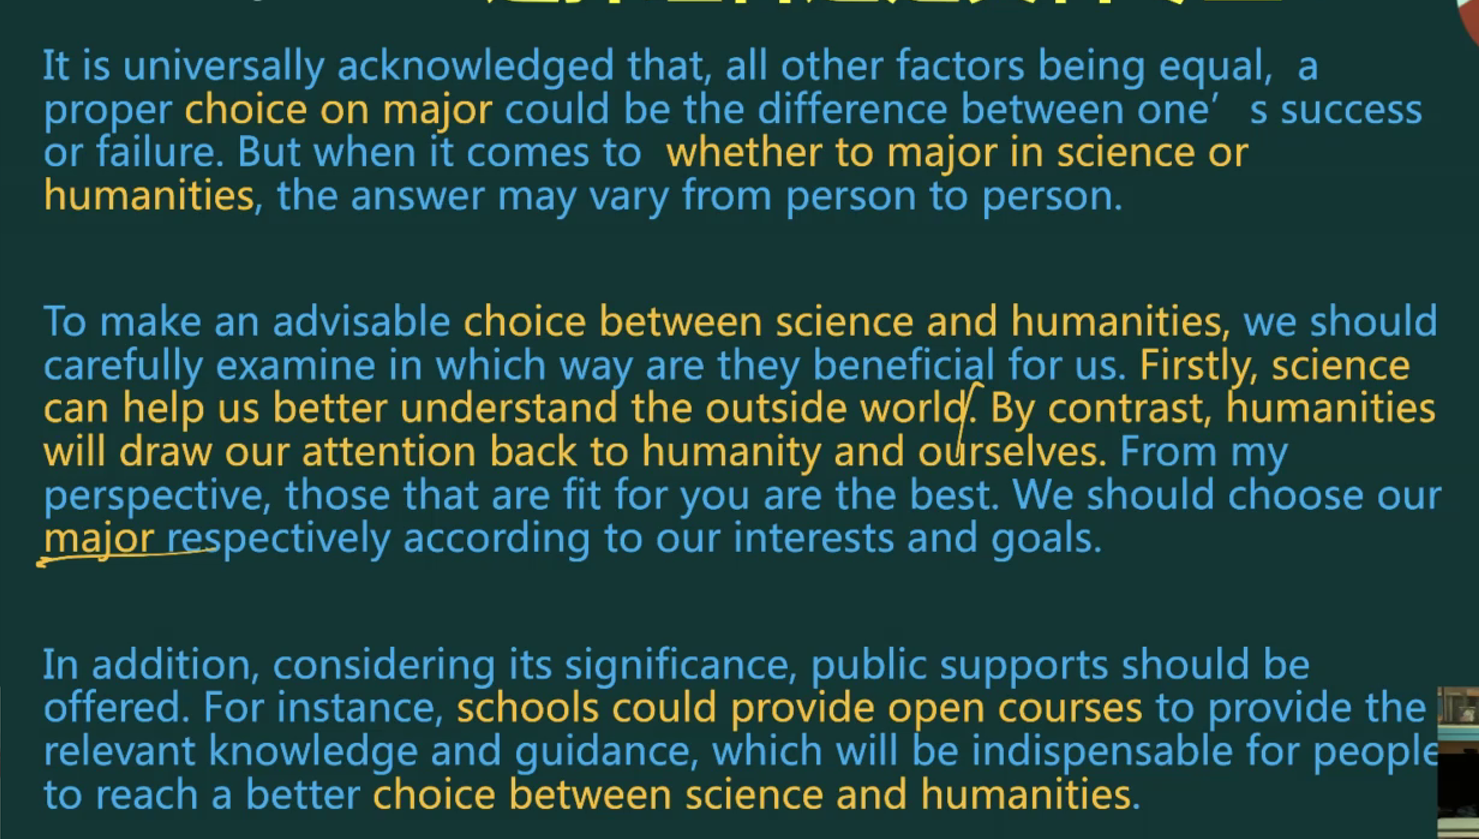 It is universally acknowledged that, all other factors being equal, a
proper choice on major could be the difference between one's success
or failure. But when it comes to whether to major in science or
humanities, the answer may vary from person to person.
To make an advisable choice between science and humanities, we should
carefully examine in which way are they beneficial for us. Firstly, science
can help us better understand the outside world. By contrast, humanities
will draw our attention back to humanity and ourselves. From my
perspective, those that are fit for you are the best. We should choose our
major respectively according to our interests and goals.
In addition, considering its significance, public supports should be
offered. For instance, schools could provide open courses to provide the
relevant knowledge and guidance, which will be indispensable for people
to reach a better choice between science and humanities.